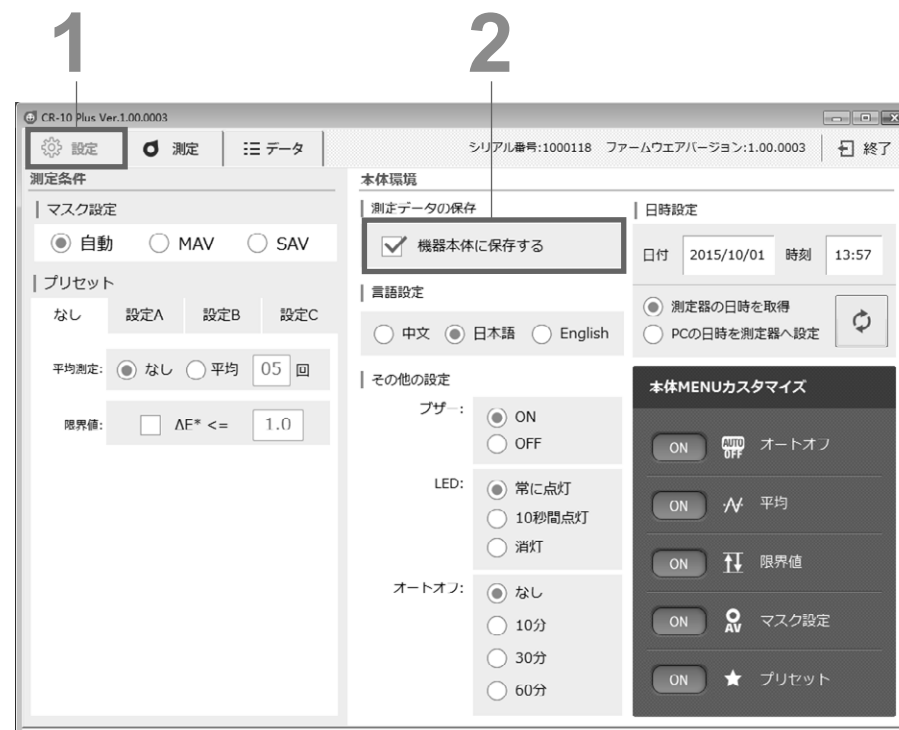 1
2
CR-10 Plus Ver.1.00.0003
設定
測定
データ
シリアル番号:1000118 ファームウエアバージョン:1.00.0003
終了
測定条件
マスク設定
自動 MAV SAV
プリセット
なし 設定A 設定B 設定C
平均測定: なし 平均 05 回
限界値: ΔE* <= 1.0
本体環境
測定データの保存
機器本体に保存する
言語設定
中文 日本語 English
その他の設定
ブザー: ON
OFF
LED: 常に点灯
10秒間点灯
消灯
オートオフ: なし
10分
30分
60分
日時設定
日付 2015/10/01 時刻 13:57
測定器の日時を取得
PCの日時を測定器へ設定
本体MENUカスタマイズ
ON AUTO OFF オートオフ
ON 平均
ON 限界値
ON AV マスク設定
ON プリセット